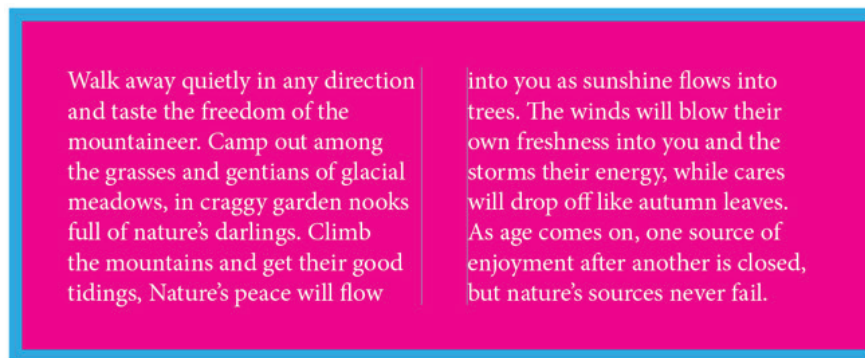 Walk away quietly in any direction
and taste the freedom of the
mountaineer. Camp out among
the grasses and gentians of glacial
meadows, in craggy garden nooks
full of nature’s darlings. Climb
the mountains and get their good
tidings, Nature’s peace will flow
into you as sunshine flows into
trees. The winds will blow their
own freshness into you and the
storms their energy, while cares
will drop off like autumn leaves.
As age comes on, one source of
enjoyment after another is closed,
but nature’s sources never fail.